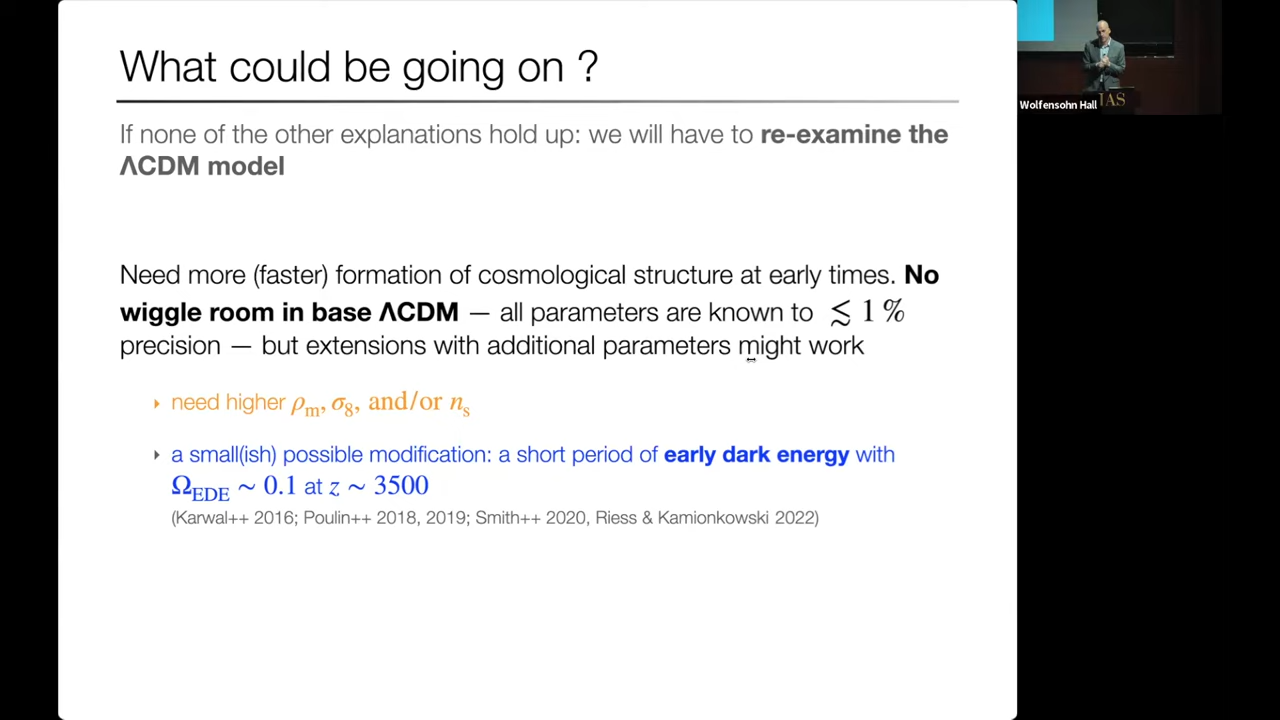 What could be going on ?
If none of the other explanations hold up: we will have to re-examine the
ΛCDM model
Need more (faster) formation of cosmological structure at early times. No
wiggle room in base ΛCDM — all parameters are known to ≲ 1 %
precision — but extensions with additional parameters might work
‣ need higher ρₘ, σ₈, and/or nₛ
‣ a small(ish) possible modification: a short period of early dark energy with
Ω_EDE ~ 0.1 at z ~ 3500
(Karwal++ 2016; Poulin++ 2018, 2019; Smith++ 2020, Riess & Kamionkowski 2022)
Wolfensohn Hall
IAS